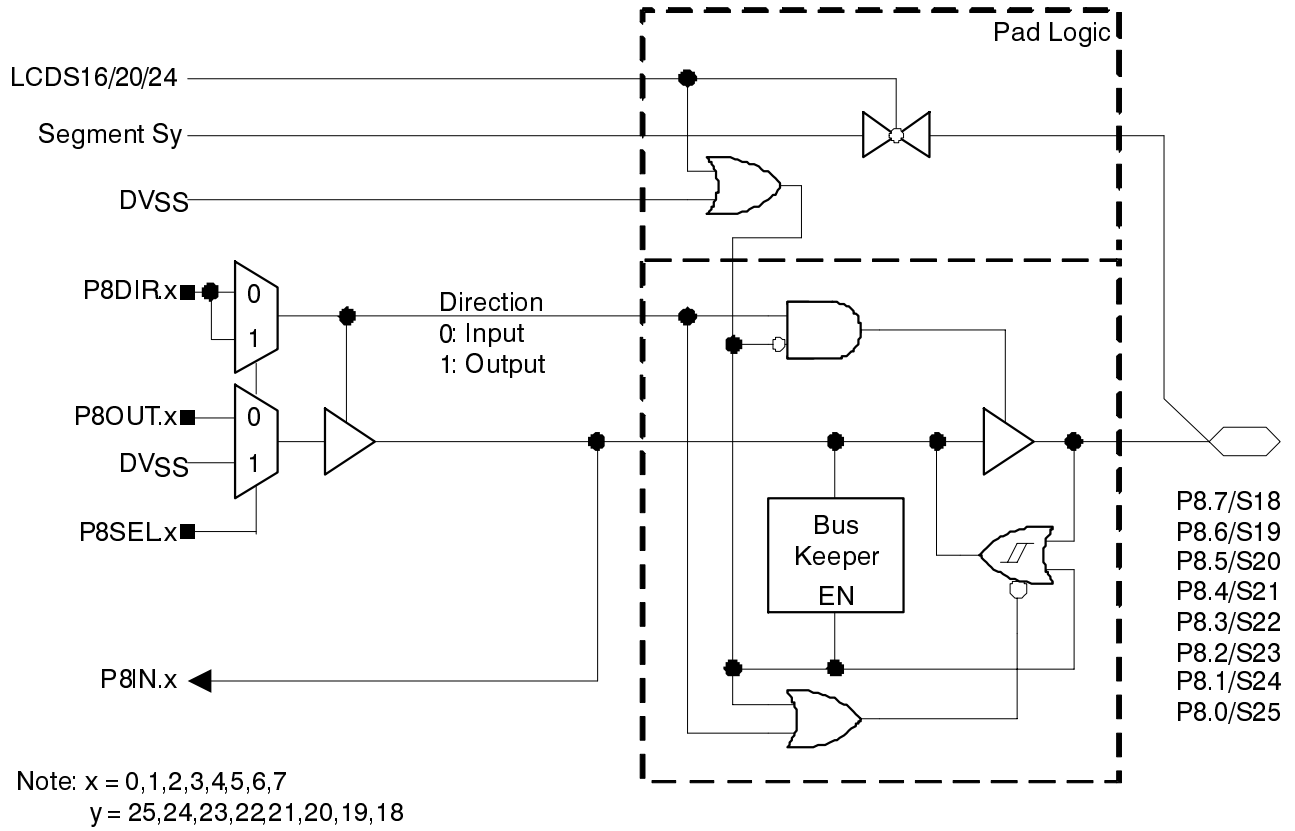 Pad Logic
LCDS16/20/24
Segment Sy
DVSS
P8DIR.x
0
1
Direction
0: Input
1: Output
P8OUT.x
0
DVSS
1
P8SEL.x
Bus
Keeper
EN
P8IN.x
P8.7/S18
P8.6/S19
P8.5/S20
P8.4/S21
P8.3/S22
P8.2/S23
P8.1/S24
P8.0/S25
Note: x = 0,1,2,3,4,5,6,7
y = 25,24,23,22,21,20,19,18